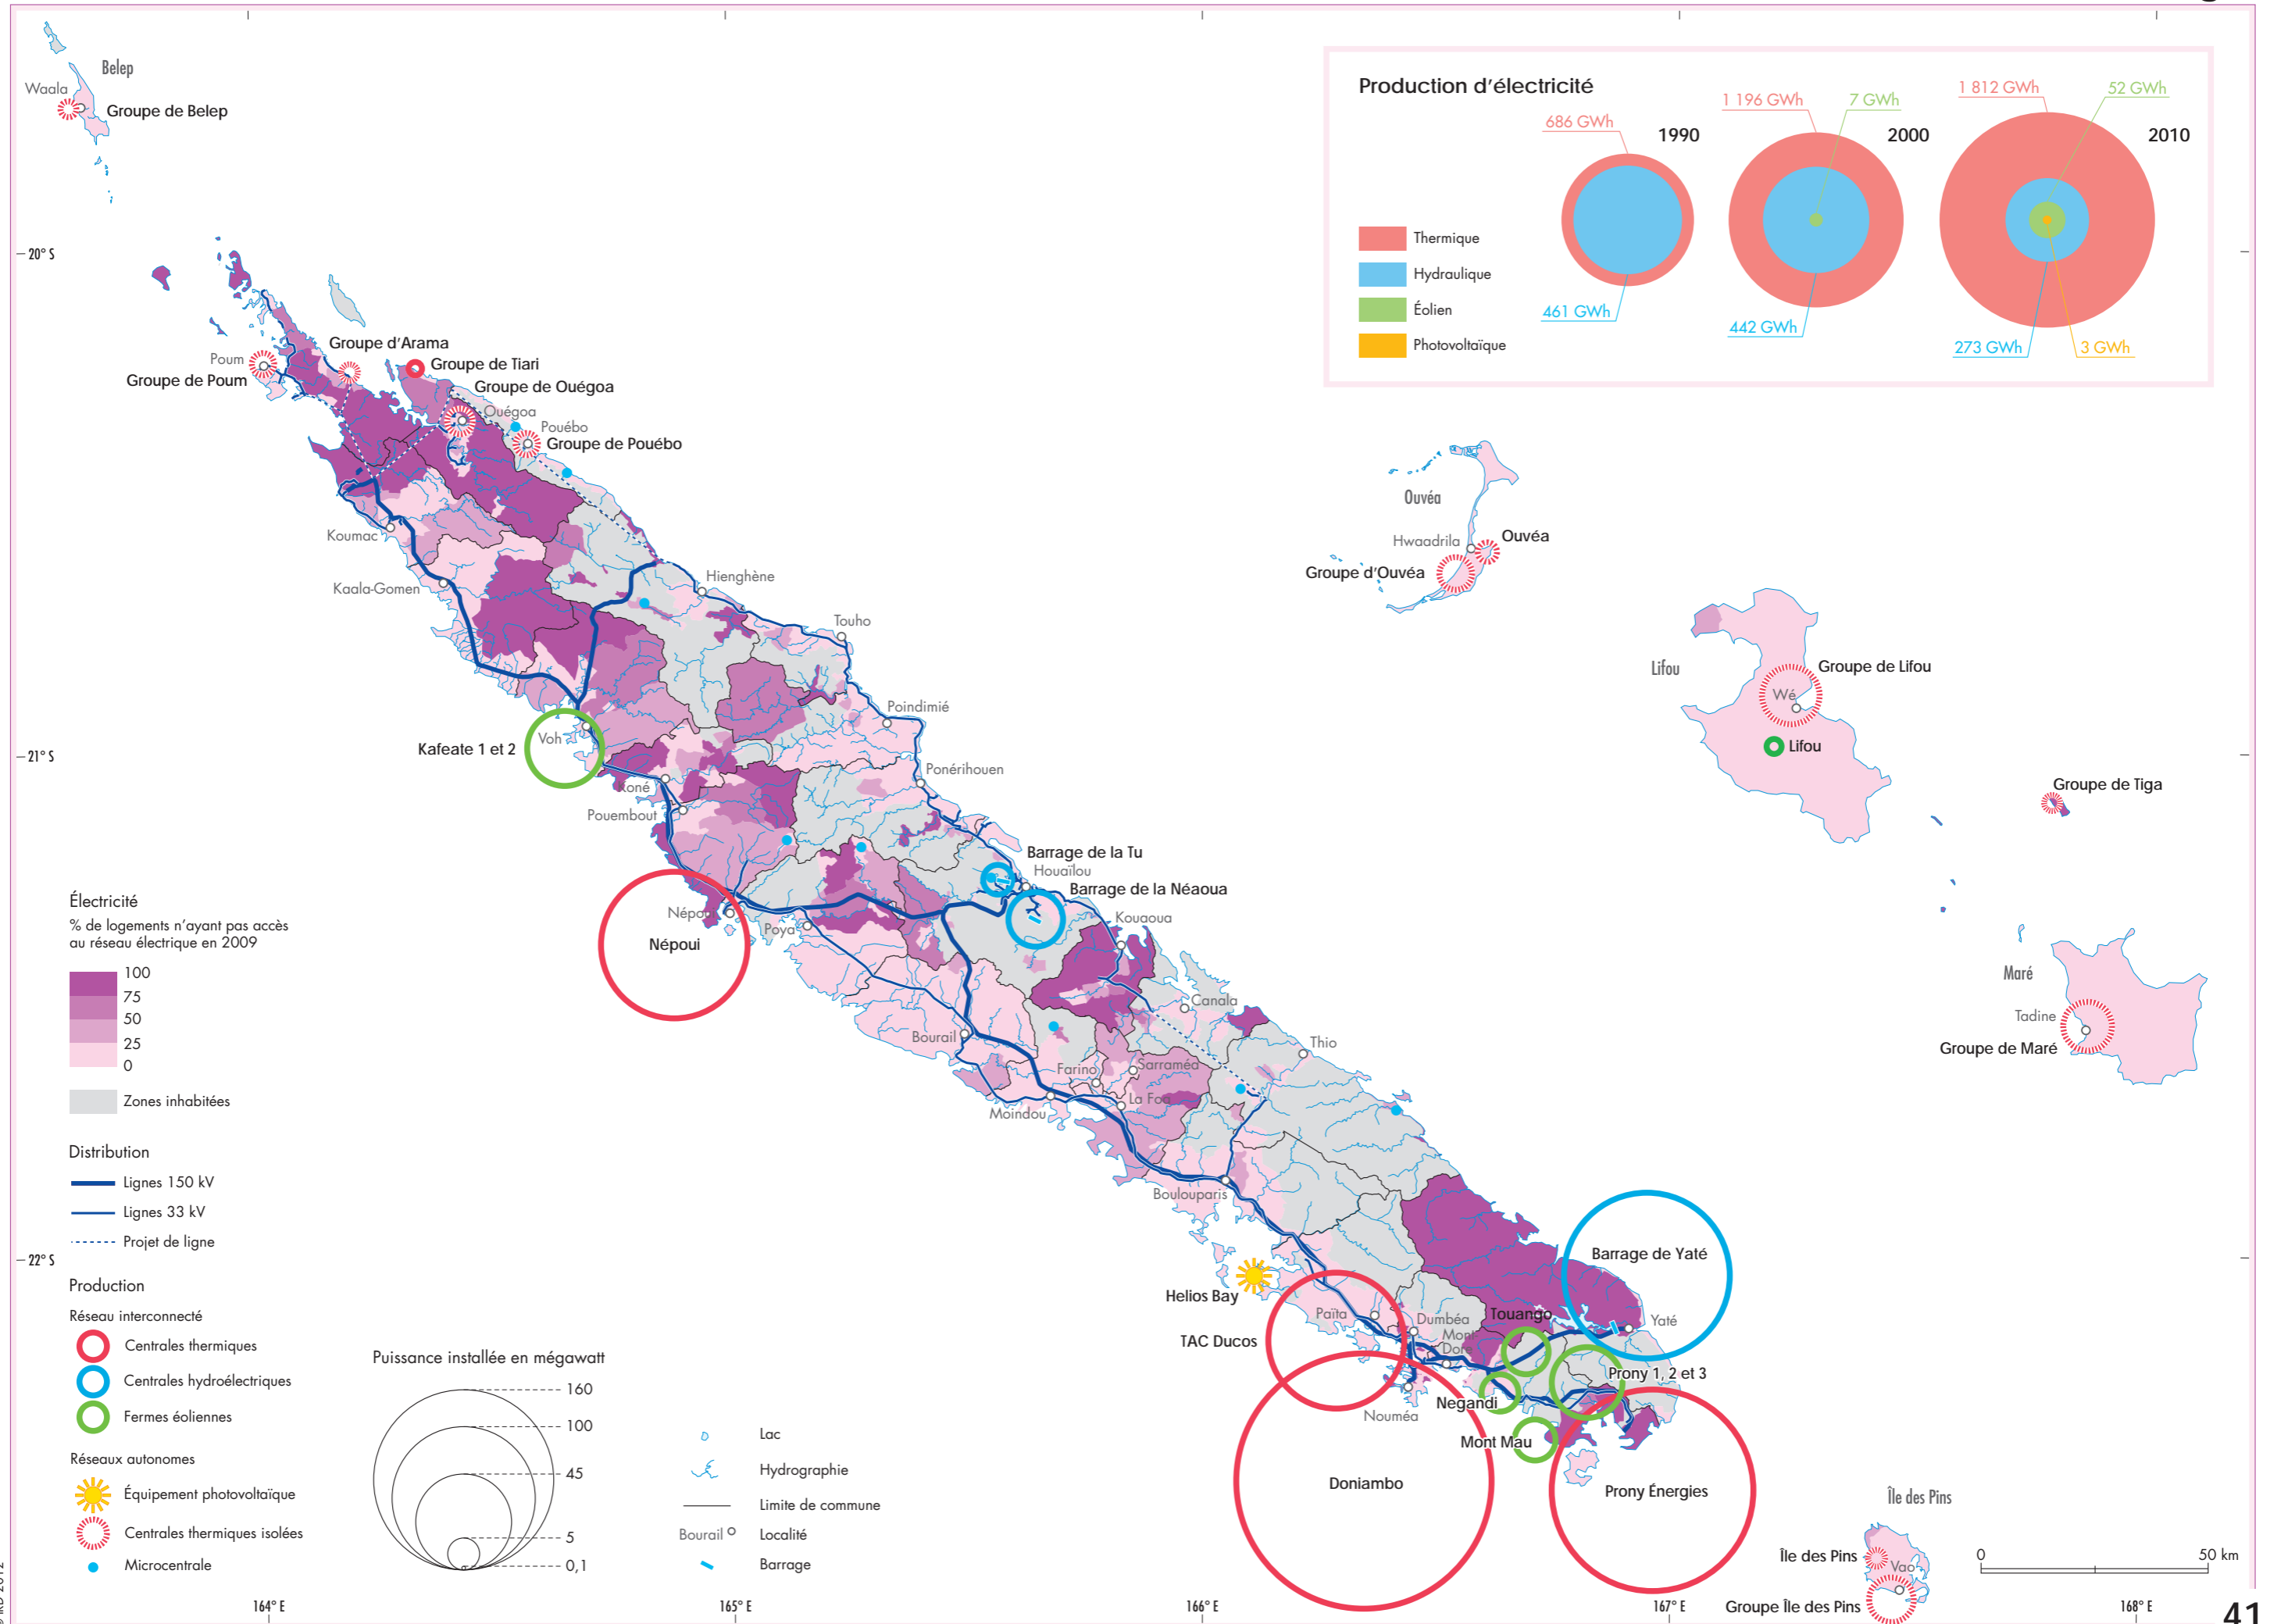 Belep
Waala
Groupe de Belep
Production d’électricité
1990
686 GWh
461 GWh
2000
1 196 GWh
7 GWh
442 GWh
2010
1 812 GWh
52 GWh
273 GWh
3 GWh
Thermique
Hydraulique
Éolien
Photovoltaïque
20° S
21° S
22° S
Groupe d’Arama
Poum
Groupe de Poum
Groupe de Tiari
Groupe de Ouégoa
Ouégoa
Pouébo
Groupe de Pouébo
Koumac
Kaala-Gomen
Hienghène
Touho
Poindimié
Voh
Kafeate 1 et 2
Koné
Pouembout
Ponérihouen
Barrage de la Tu
Houaïlou
Barrage de la Néaoua
Kouaoua
Népoui
Népoui
Poya
Canala
Bourail
Thio
Farino
Sarraméa
Moindou
La Foa
Boulouparis
Helios Bay
TAC Ducos
Païta
Dumbéa
Mont
Dore
Nouméa
Doniambo
Touango
Barrage de Yaté
Yaté
Prony 1, 2 et 3
Negandi
Mont Mau
Prony Énergies
Ouvéa
Hwaadrila
Ouvéa
Groupe d’Ouvéa
Lifou
Groupe de Lifou
Wé
Lifou
Groupe de Tiga
Maré
Tadine
Groupe de Maré
Île des Pins
Île des Pins
Vao
Groupe Île des Pins
Électricité
% de logements n’ayant pas accès
au réseau électrique en 2009
100
75
50
25
0
Zones inhabitées
Distribution
Lignes 150 kV
Lignes 33 kV
Projet de ligne
Production
Réseau interconnecté
Centrales thermiques
Centrales hydroélectriques
Fermes éoliennes
Réseaux autonomes
Équipement photovoltaïque
Centrales thermiques isolées
Microcentrale
Puissance installée en mégawatt
160
100
45
5
0,1
Lac
Hydrographie
Limite de commune
Bourail
Localité
Barrage
0
50 km
164° E
165° E
166° E
167° E
168° E
41